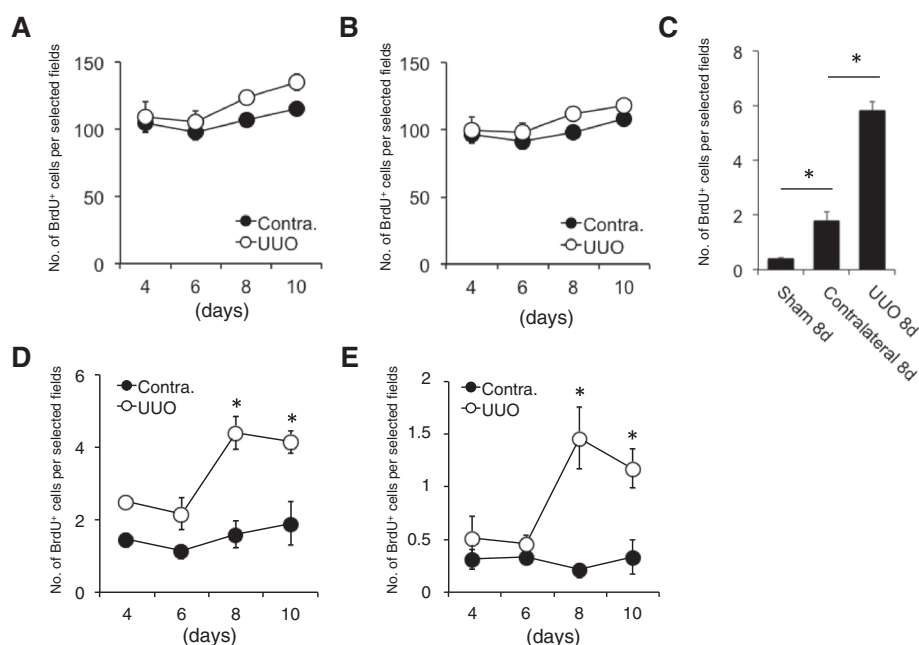 A
No. of BrdU⁺ cells per selected fields
150
100
50
0
Contra.
UUO
4 6 8 10
(days)
B
No. of BrdU⁺ cells per selected fields
150
100
50
0
Contra.
UUO
4 6 8 10
(days)
C
No. of BrdU⁺ cells per selected fields
8
6
4
2
0
*
*
Sham 8d
Contralateral 8d
UUO 8d
D
No. of BrdU⁺ cells per selected fields
6
4
2
0
Contra.
UUO
* *
4 6 8 10
(days)
E
No. of BrdU⁺ cells per selected fields
2
1.5
1
0.5
0
Contra.
UUO
*
*
4 6 8 10
(days)